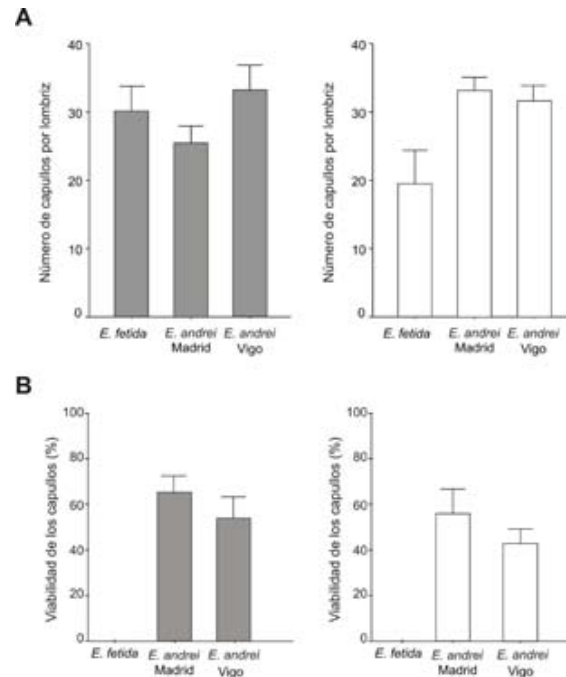 A
Número de capullos por lombriz
40
30
20
10
0
E. fetida
E. andrei
Madrid
E. andrei
Vigo
Número de capullos por lombriz
40
30
20
10
0
E. fetida
E. andrei
Madrid
E. andrei
Vigo
B
Viabilidad de los capullos (%)
100
80
60
40
20
0
E. fetida
E. andrei
Madrid
E. andrei
Vigo
Viabilidad de los capullos (%)
100
80
60
40
20
0
E. fetida
E. andrei
Madrid
E. andrei
Vigo